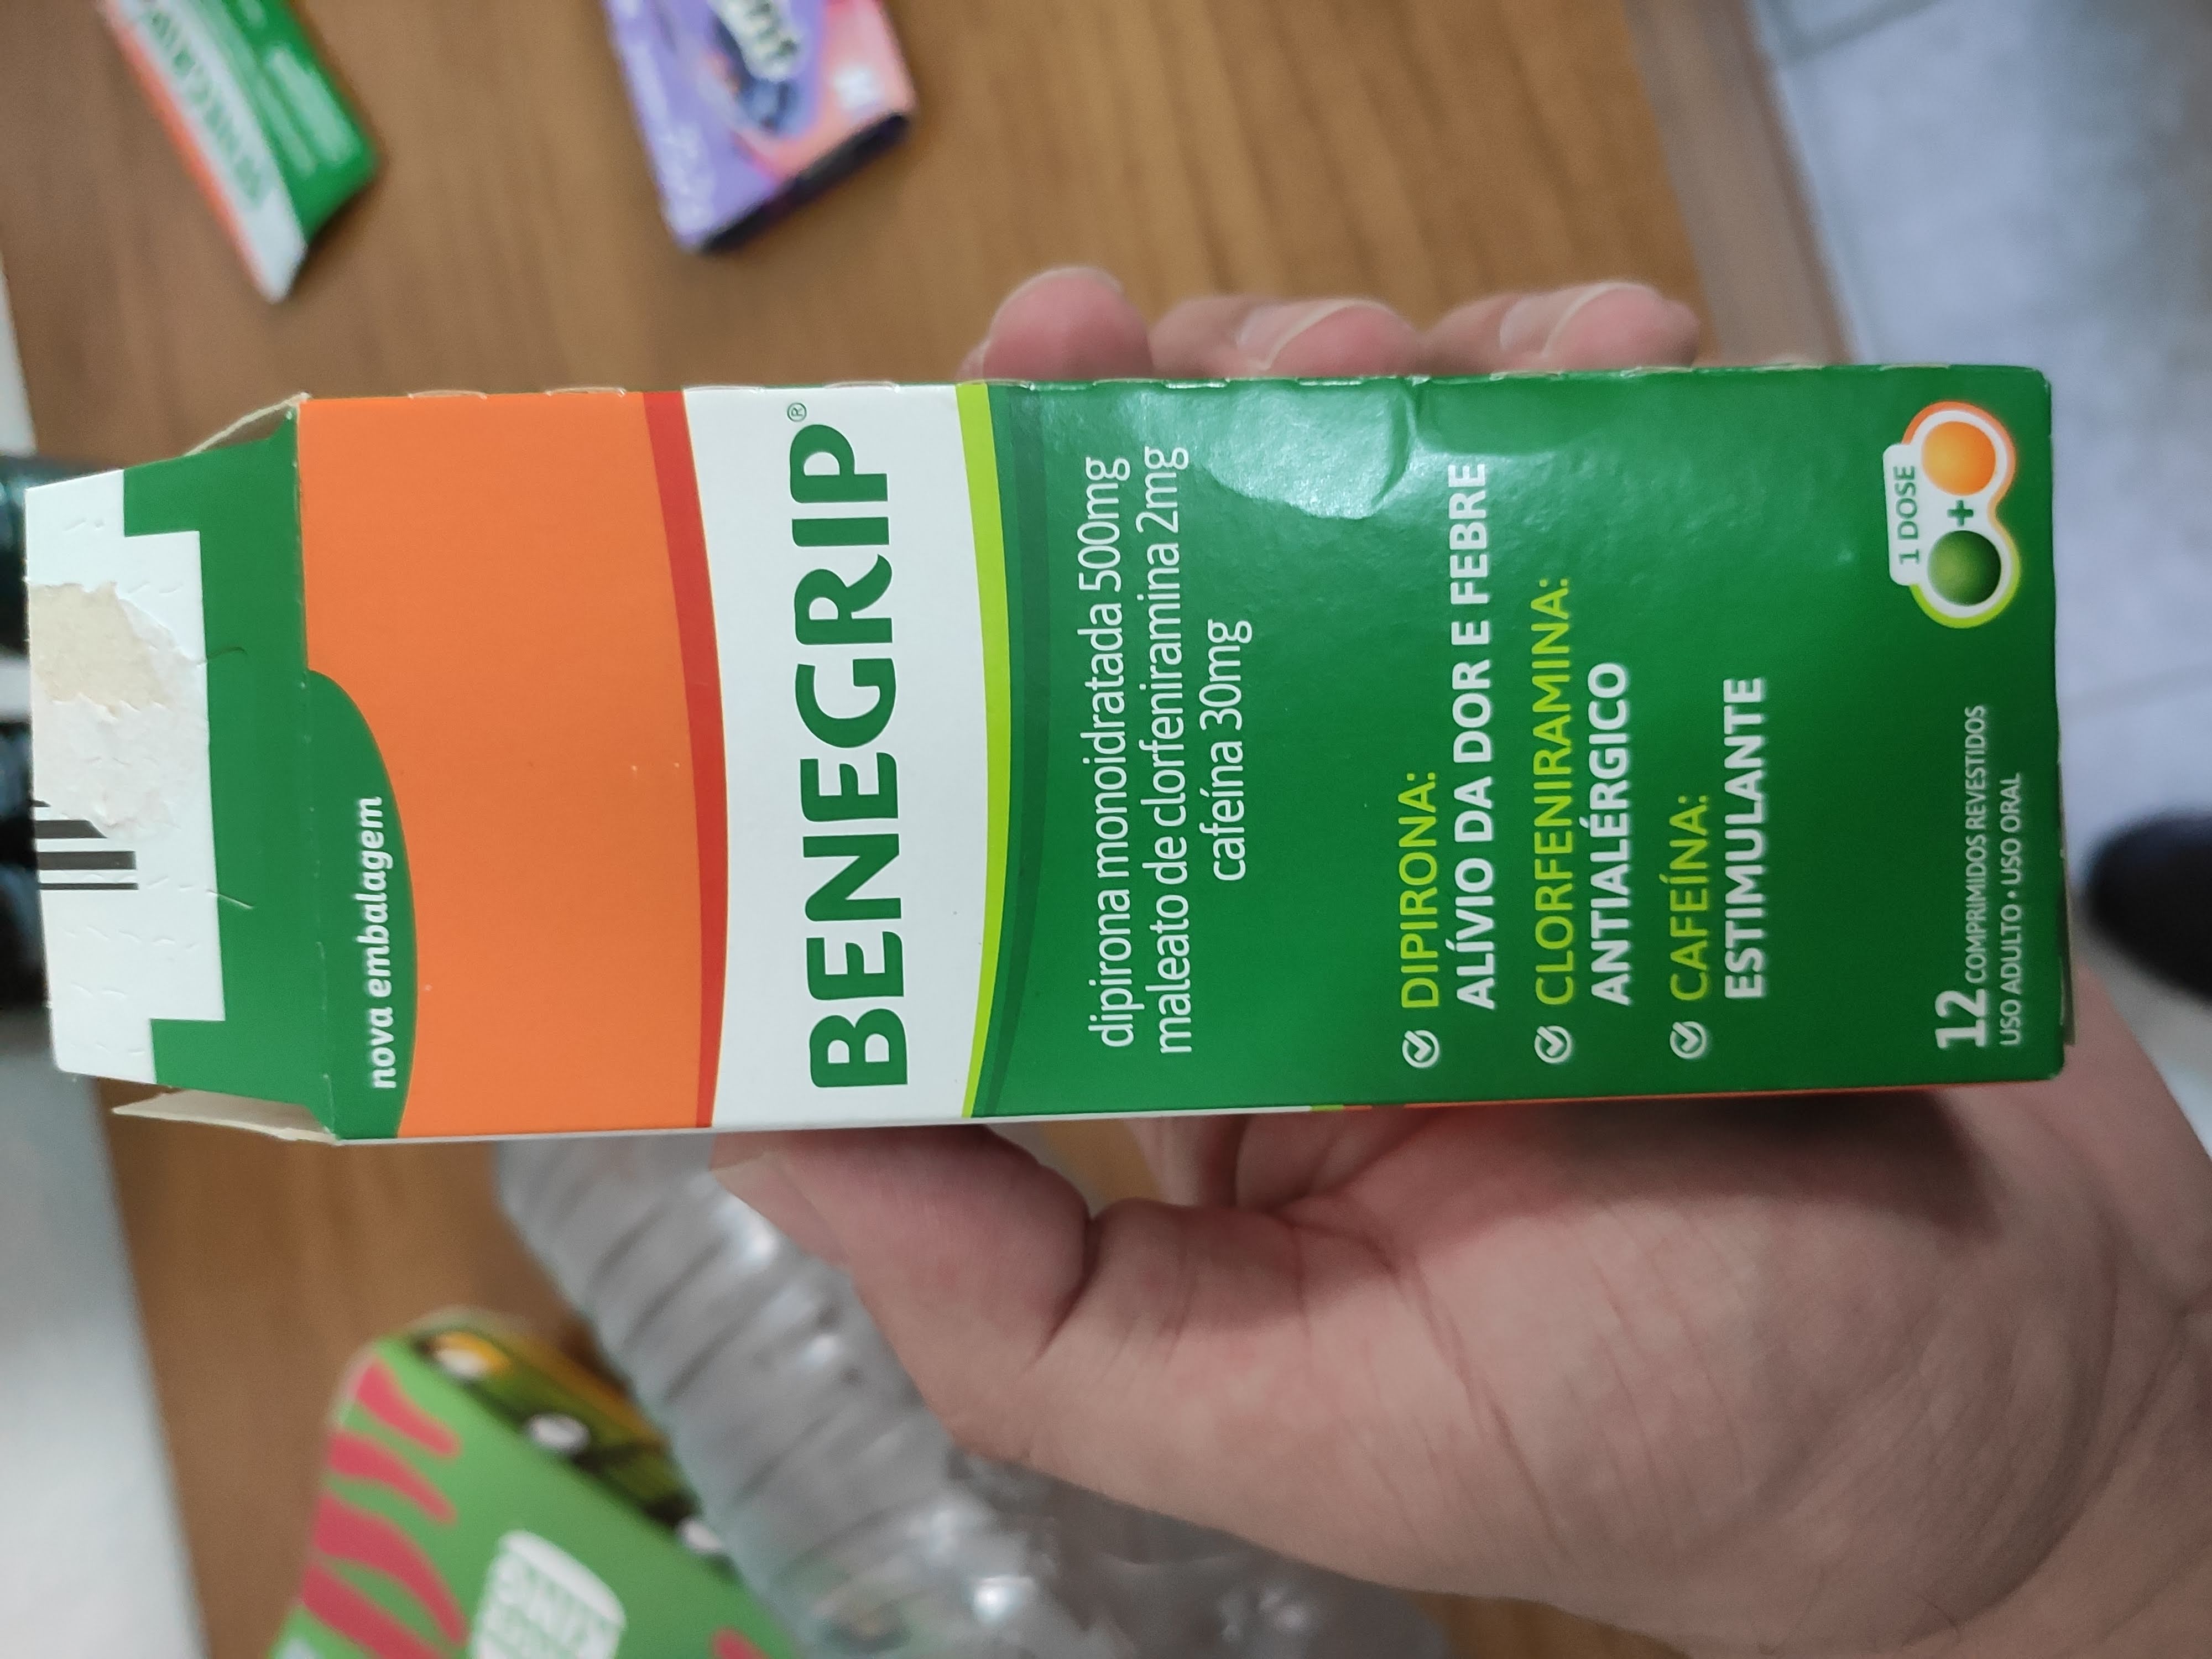 nova embalagem
BENEGRIP®
dipirona monoidratada 500mg
maleato de clorfeniramina 2mg
cafeína 30mg
DIPIRONA:
ALÍVIO DA DOR E FEBRE
CLORFENIRAMINA:
ANTIALÉRGICO
CAFEÍNA:
ESTIMULANTE
1 DOSE
+
12 COMPRIMIDOS REVESTIDOS
USO ADULTO • USO ORAL
BENEGRIP